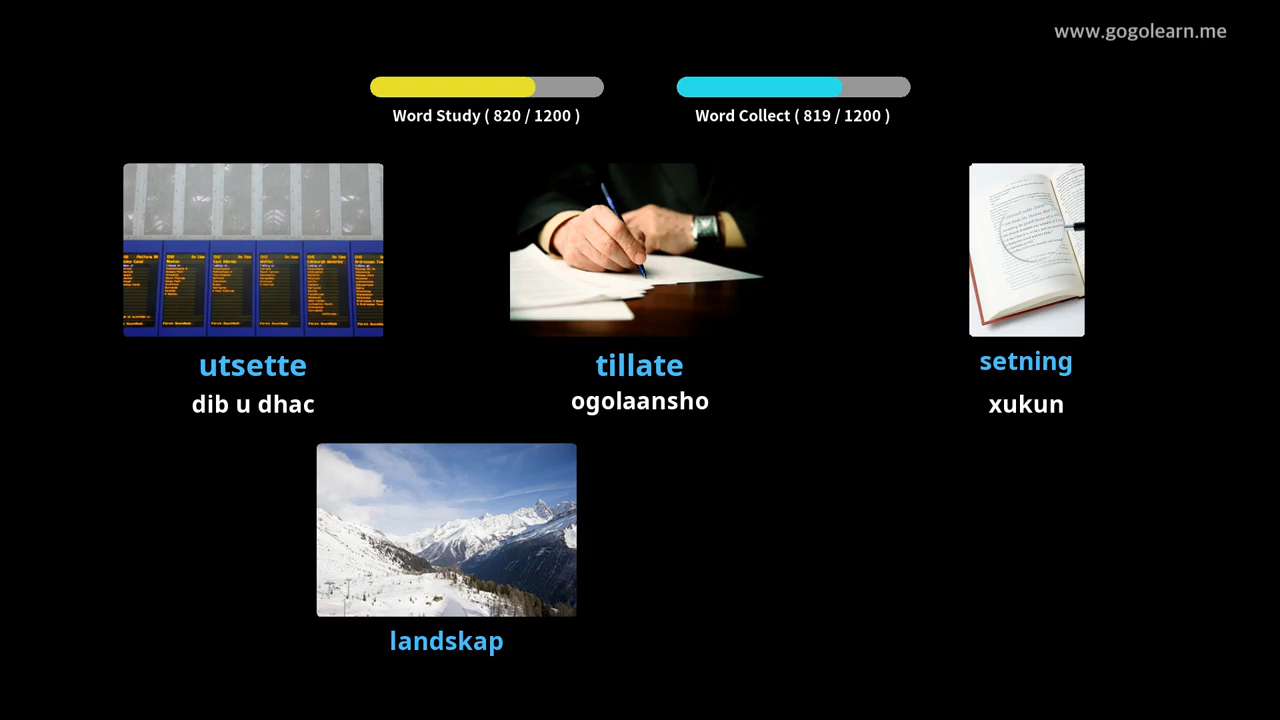 www.gogolearn.me
Word Study ( 820 / 1200 )
Word Collect ( 819 / 1200 )
utsette
tillate
setning
dib u dhac
ogolaansho
xukun
landskap